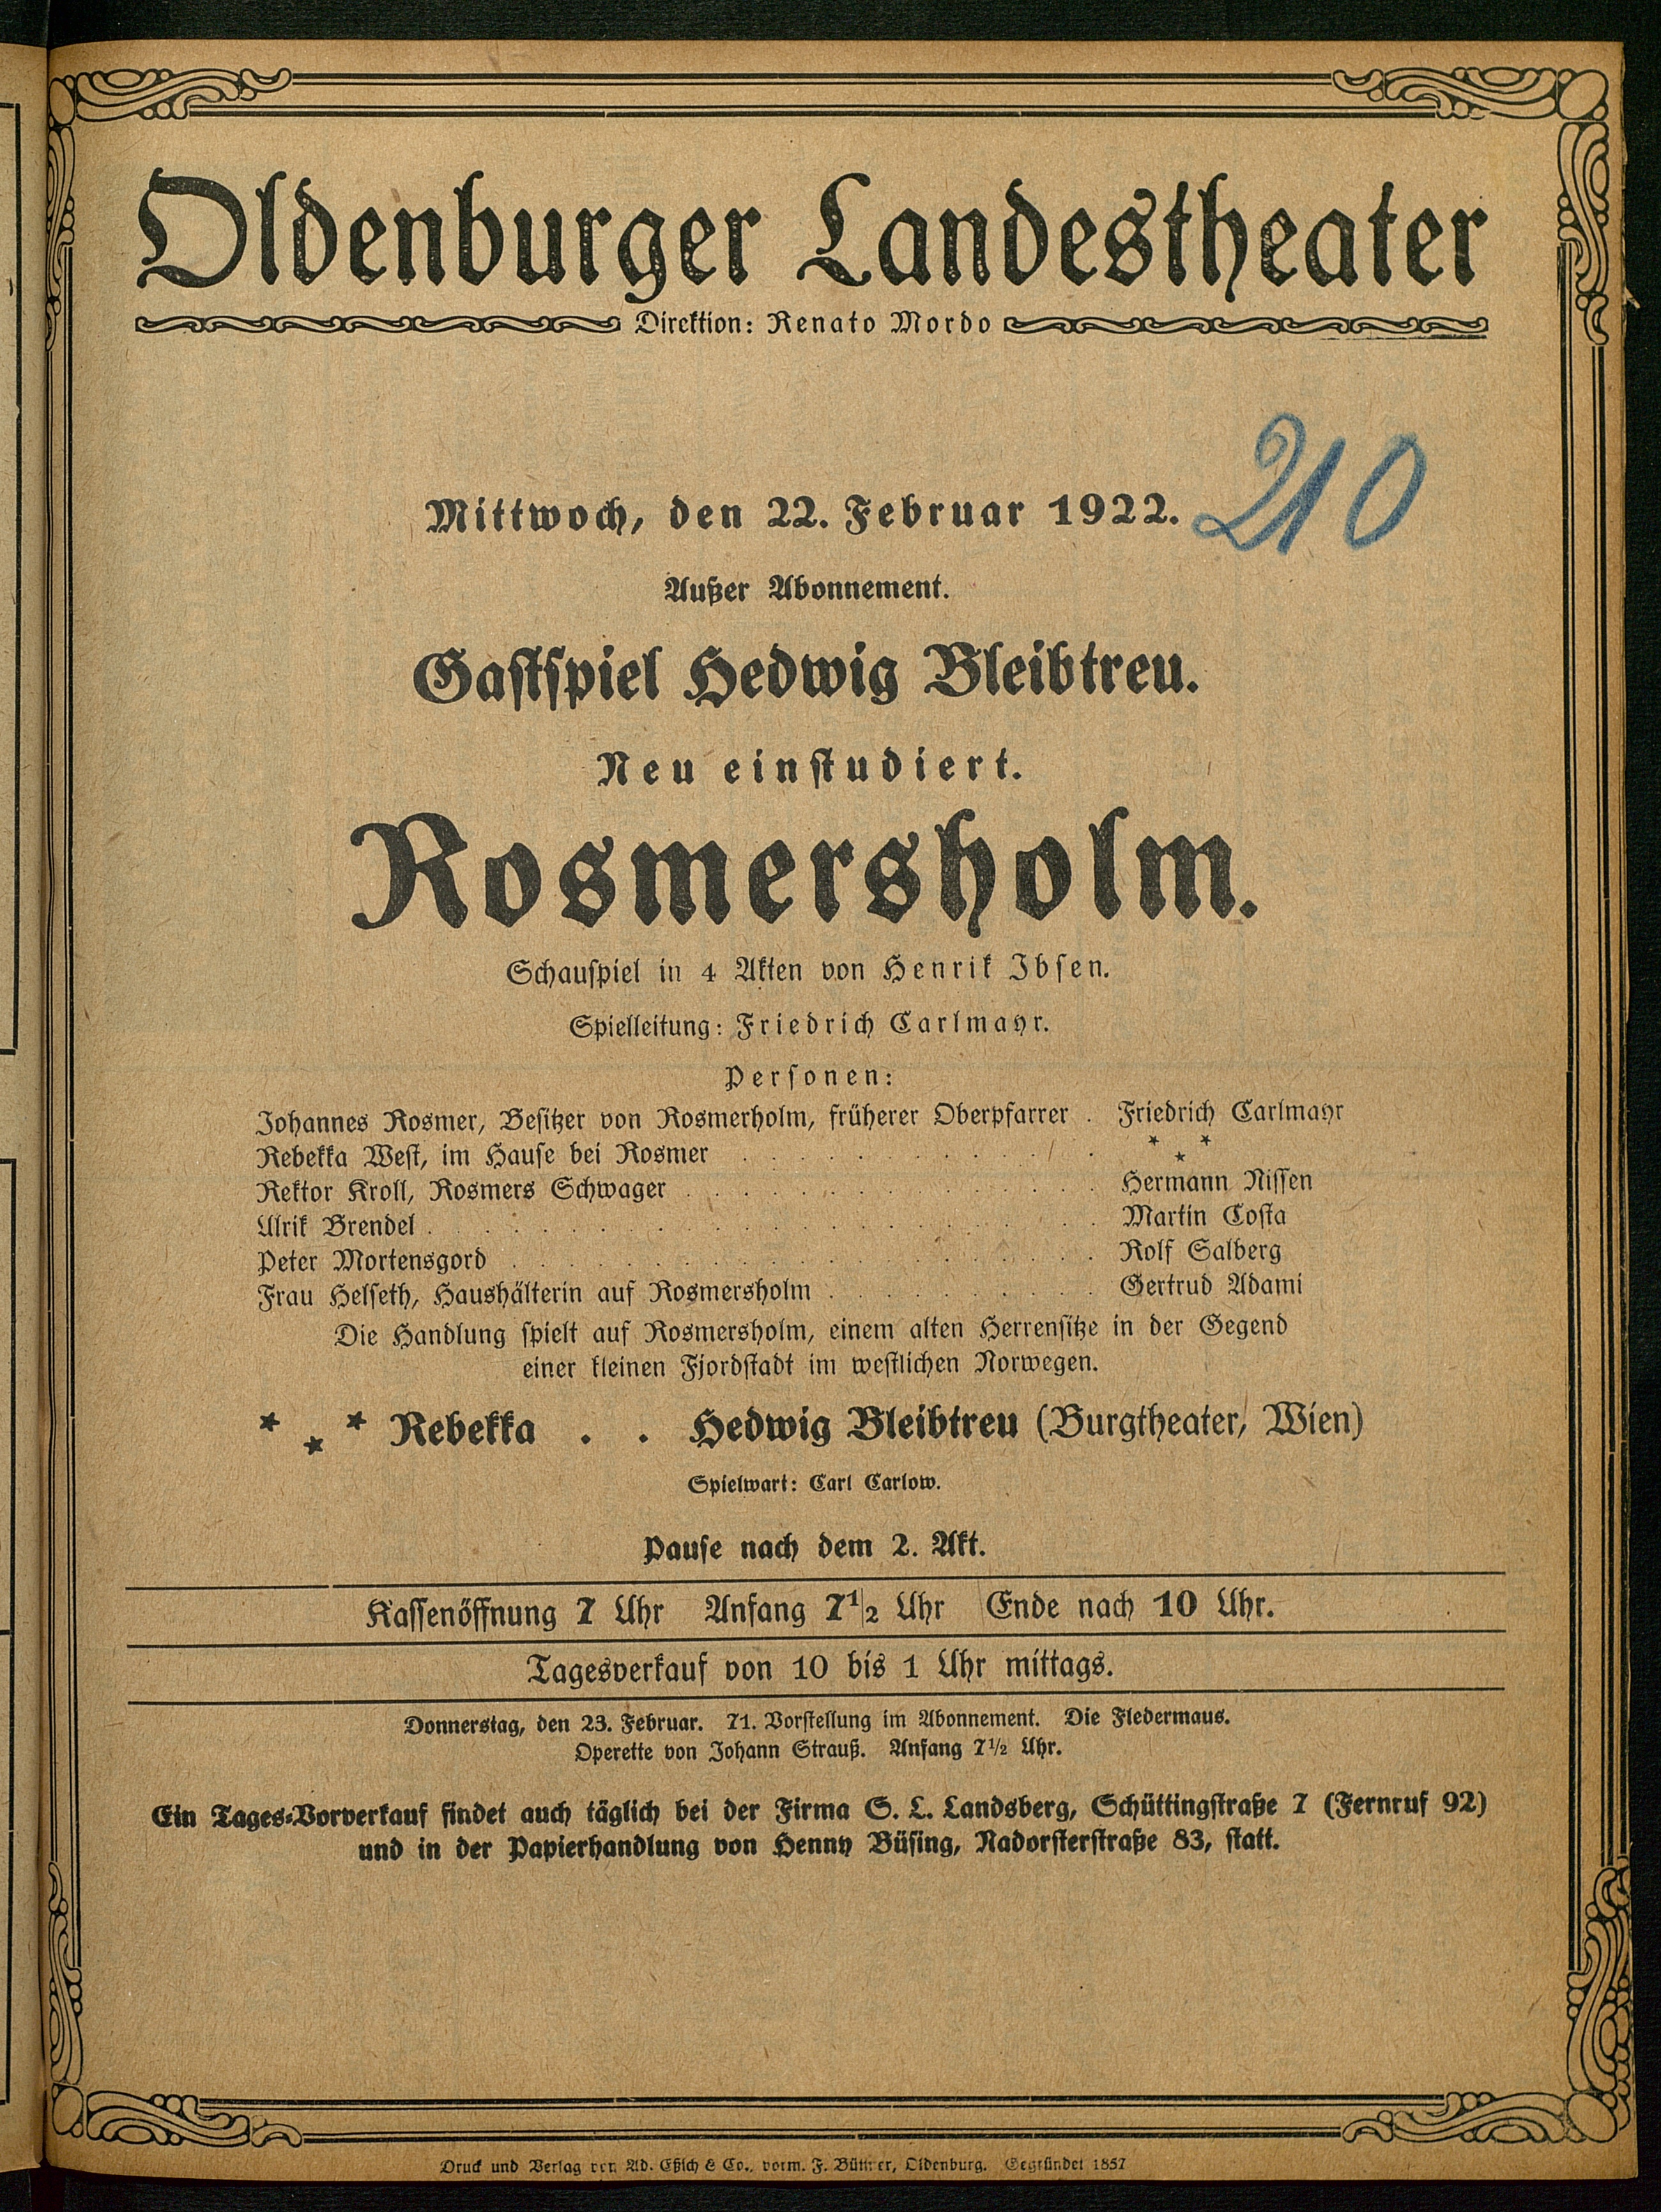 Oldenburger Landestheater
Direktion: Renato Mordo
210
Mittwoch, den 22. Februar 1922.
Außer Abonnement.
Gastspiel Hedwig Bleibtreu.
Neu einstudiert.
Rosmersholm.
Schauspiel in 4 Akten von Henrik Ibsen.
Spielleitung: Friedrich Carlmayr.
Personen:
Johannes Rosmer, Besitzer von Rosmerholm, früherer Oberpfarrer . Friedrich Carlmayr
Rebekka West, im Hause bei Rosmer . . . * * *
Rektor Kroll, Rosmers Schwager . . . Hermann Nissen
Ulrik Brendel . . . Martin Costa
Peter Mortensgord . . . Rolf Salberg
Frau Helseth, Haushälterin auf Rosmersholm . . . Gertrud Adami
Die Handlung spielt auf Rosmersholm, einem alten Herrensitze in der Gegend
einer kleinen Fjordstadt im westlichen Norwegen.
* * * Rebekka . . Hedwig Bleibtreu (Burgtheater, Wien)
Spielwart: Carl Carlow.
Pause nach dem 2. Akt.
Kassenöffnung 7 Uhr Anfang 7 1/2 Uhr Ende nach 10 Uhr.
Tagesverkauf von 10 bis 1 Uhr mittags.
Donnerstag, den 23. Februar. 71. Vorstellung im Abonnement. Die Fledermaus.
Operette von Johann Strauß. Anfang 7 1/2 Uhr.
Ein Tages-Vorverkauf findet auch täglich bei der Firma S. L. Landsberg, Schüttingstraße 7 (Fernruf 92)
und in der Papierhandlung von Henny Büsing, Nadorsterstraße 83, statt.
Druck und Verlag von Ad. Eßich & Co., vorm. F. Büttner, Oldenburg. Gegründet 1857